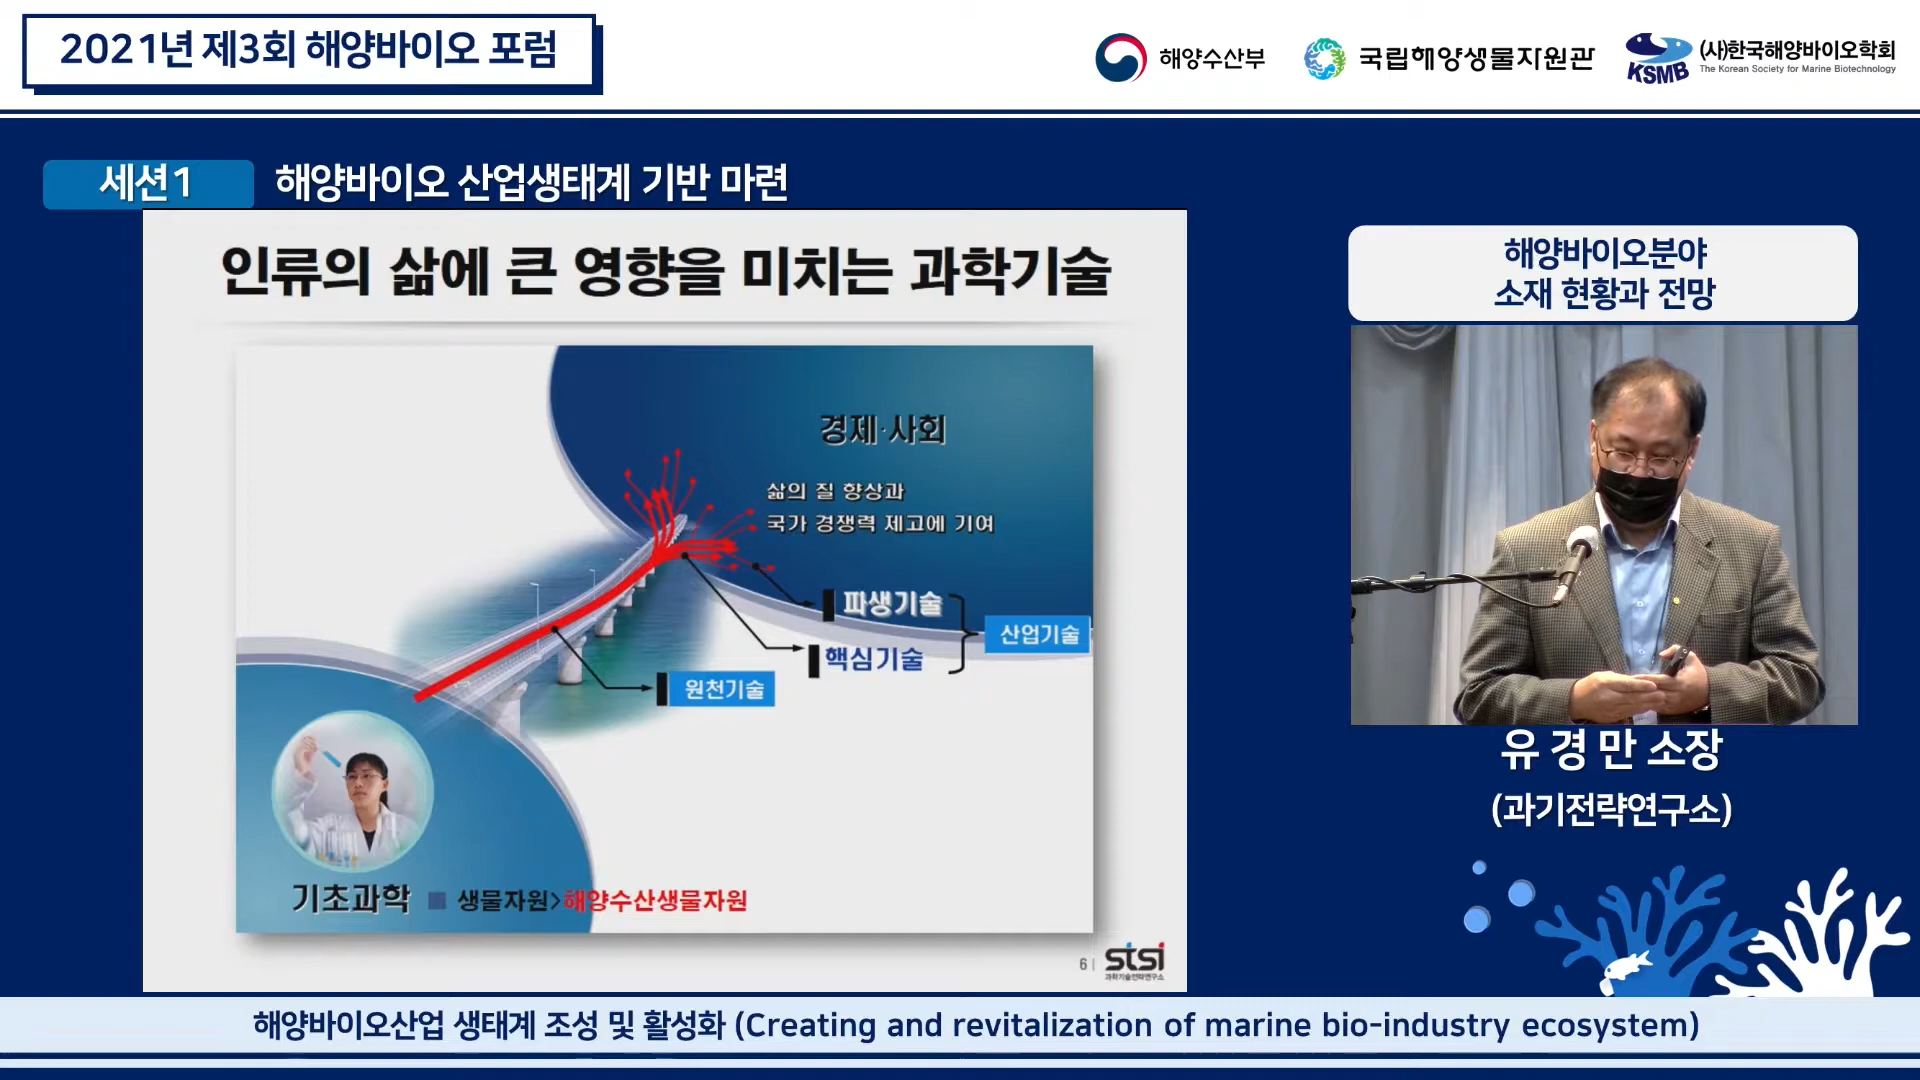 2021년 제3회 해양바이오 포럼
해양수산부
국립해양생물자원관
KSMB
(사)한국해양바이오학회
The Korean Society for Marine Biotechnology
세션1
해양바이오 산업생태계 기반 마련
인류의 삶에 큰 영향을 미치는 과학기술
경제·사회
삶의 질 향상과
국가 경쟁력 제고에 기여
파생기술
핵심기술
산업기술
원천기술
기초과학
생물자원>해양수산생물자원
6
stsi
과학기술전략연구소
해양바이오분야
소재 현황과 전망
유경만 소장
(과기전략연구소)
해양바이오산업 생태계 조성 및 활성화 (Creating and revitalization of marine bio-industry ecosystem)